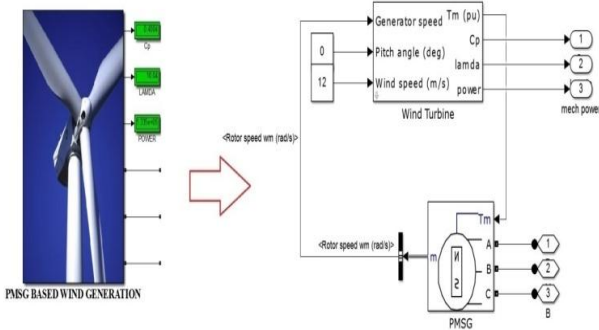 Cp
LAMDA
POWER
PMSG BASED WIND GENERATION
Generator speed
Tm (pu)
0
Pitch angle (deg)
Cp
1
lamda
2
12
Wind speed (m/s)
power
3
Wind Turbine
mech power
<Rotor speed wm (rad/s)>
Tm
<Rotor speed wm (rad/s)>
m
N
S
A
1
B
2
C
3
B
PMSG